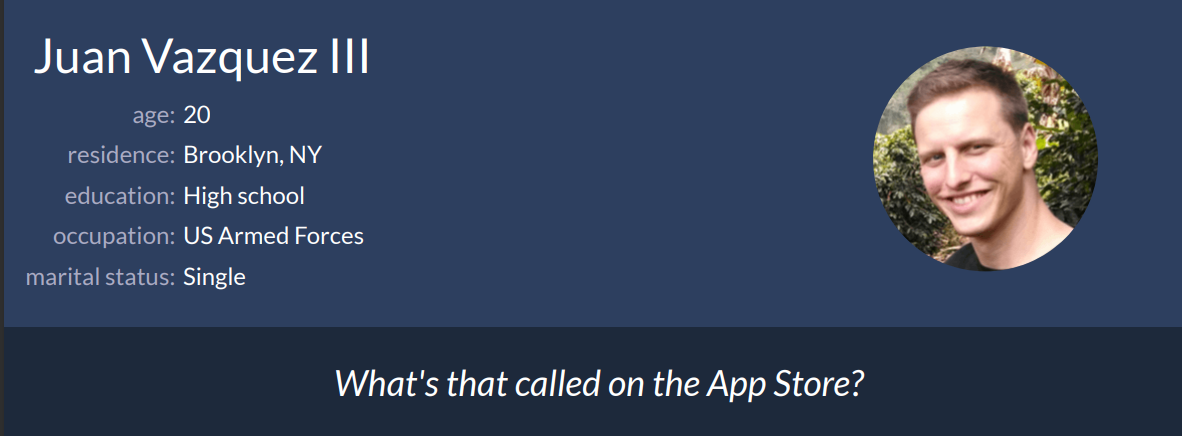 Juan Vazquez III
age: 20
residence: Brooklyn, NY
education: High school
occupation: US Armed Forces
marital status: Single
What's that called on the App Store?